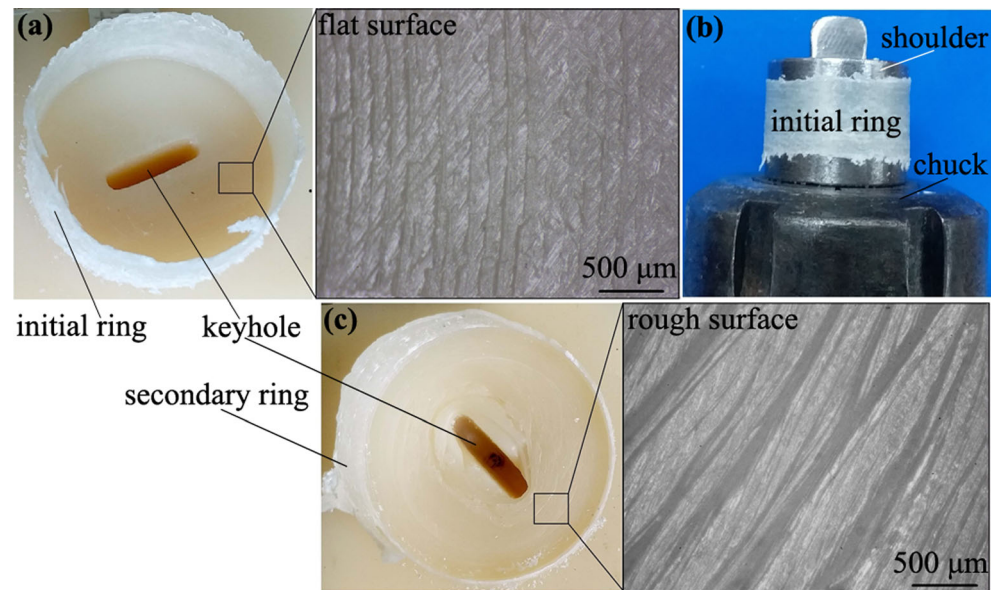 (a)
flat surface
500 μm
(b)
shoulder
initial ring
chuck
initial ring
keyhole
secondary ring
(c)
rough surface
500 μm